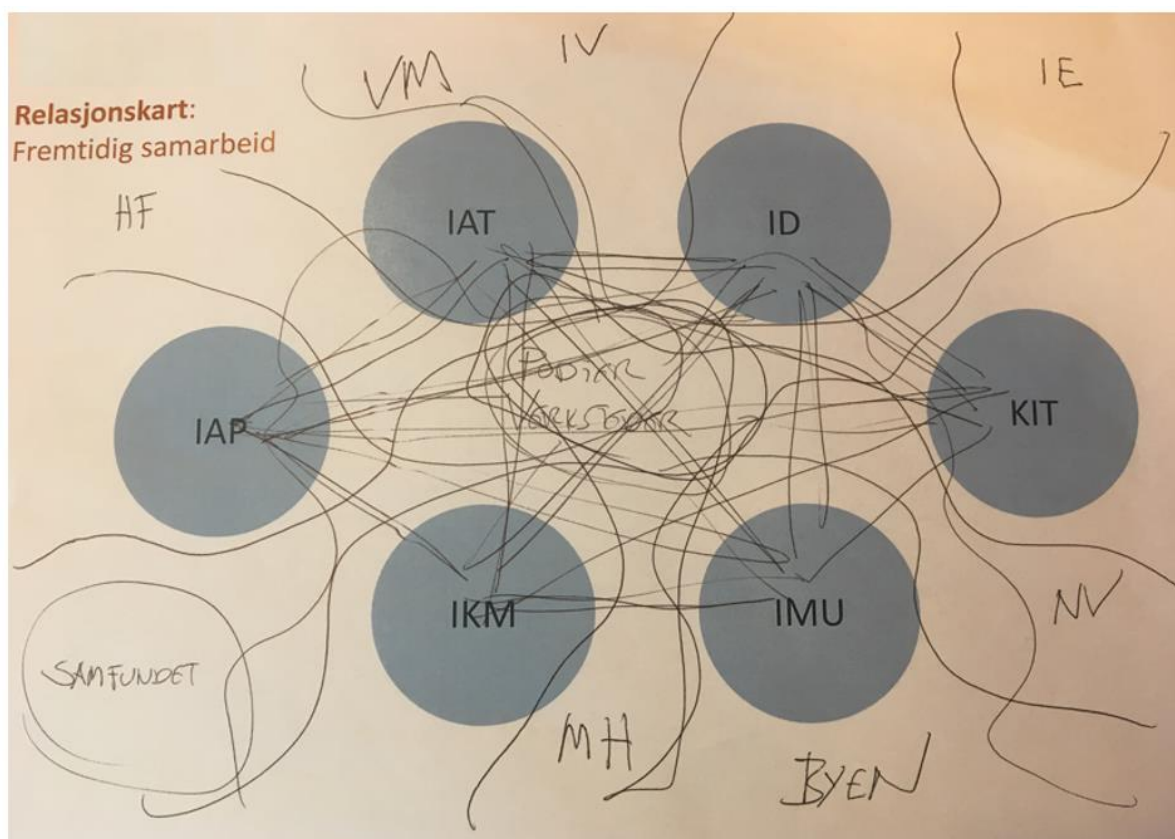 Relasjonskart:
Fremtidig samarbeid
VM
IV
IE
HF
IAT
ID
PODIER
VERKSTEDER
IAP
KIT
IKM
IMU
NV
SAMFUNDET
MH
BYEN